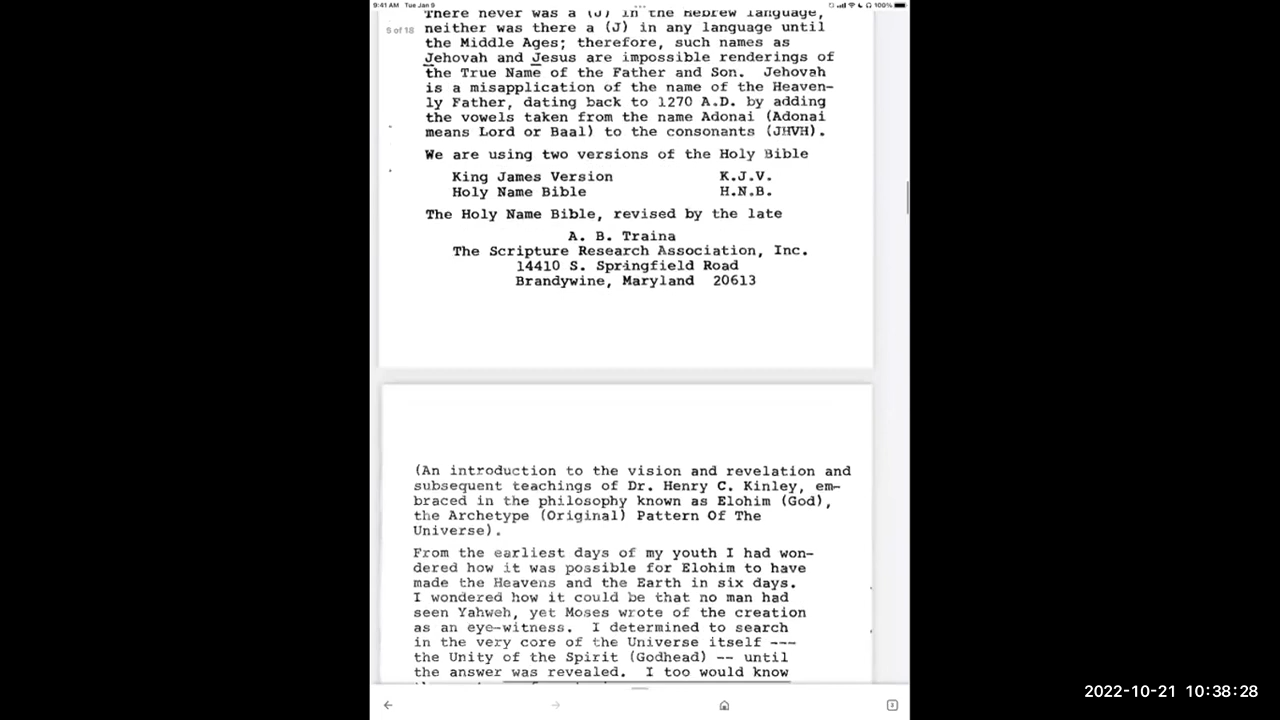 9:41 AM Tue Jan 9
100%
There never was a (J) in the Hebrew language,
5 of 18
neither was there a (J) in any language until
the Middle Ages; therefore, such names as
Jehovah and Jesus are impossible renderings of
the True Name of the Father and Son. Jehovah
is a misapplication of the name of the Heaven-
ly Father, dating back to 1270 A.D. by adding
the vowels taken from the name Adonai (Adonai
means Lord or Baal) to the consonants (JHVH).
We are using two versions of the Holy Bible
King James Version K.J.V.
Holy Name Bible H.N.B.
The Holy Name Bible, revised by the late
A. B. Traina
The Scripture Research Association, Inc.
14410 S. Springfield Road
Brandywine, Maryland 20613
(An introduction to the vision and revelation and
subsequent teachings of Dr. Henry C. Kinley, em-
braced in the philosophy known as Elohim (God),
the Archetype (Original) Pattern Of The
Universe).
From the earliest days of my youth I had won-
dered how it was possible for Elohim to have
made the Heavens and the Earth in six days.
I wondered how it could be that no man had
seen Yahweh, yet Moses wrote of the creation
as an eye-witness. I determined to search
in the very core of the Universe itself ---
the Unity of the Spirit (Godhead) -- until
the answer was revealed. I too would know
3
2022-10-21 10:38:28